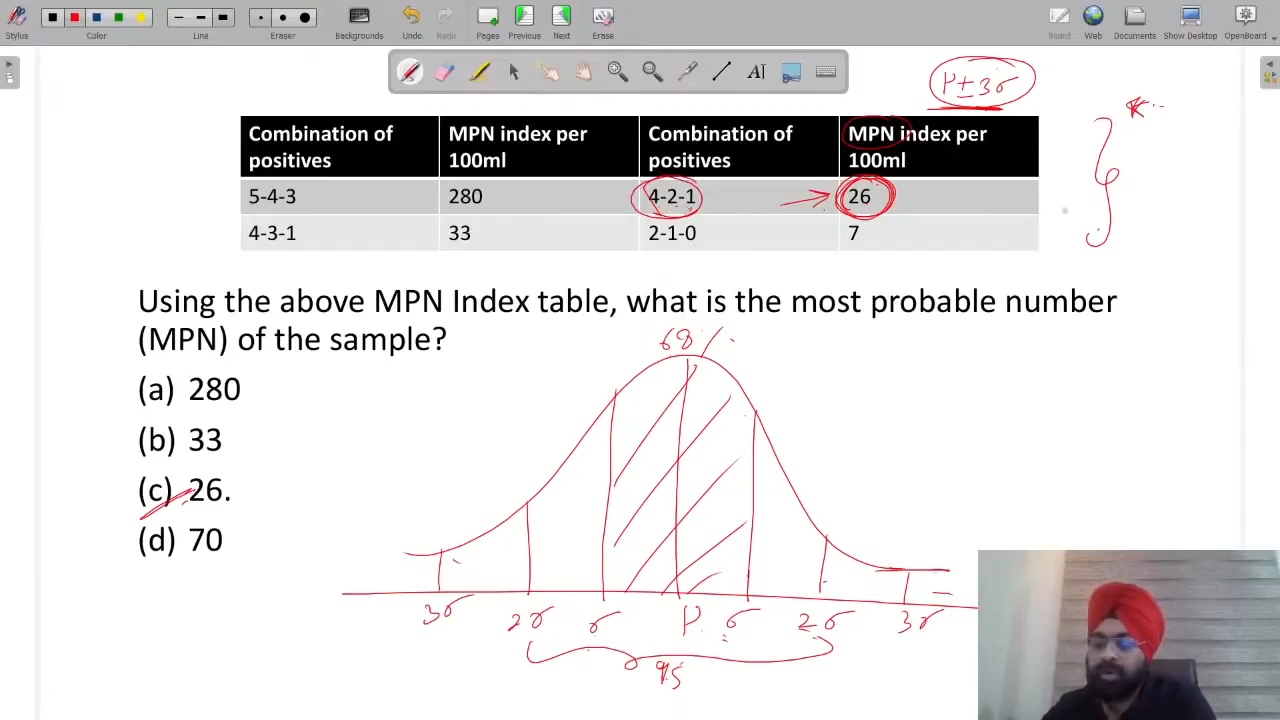 Styles Color Line Eraser Backgrounds Undo Redo Pages Previous Next Erase Board Web Documents Show Desktop OpenBoard
μ ± 3σ
Combination of positives MPN index per 100ml Combination of positives MPN index per 100ml
5-4-3 280 4-2-1 26
4-3-1 33 2-1-0 7
Using the above MPN Index table, what is the most probable number
(MPN) of the sample?
68 %
(a) 280
(b) 33
(c) 26.
(d) 70
3σ 2σ σ μ σ 2σ 3σ
95